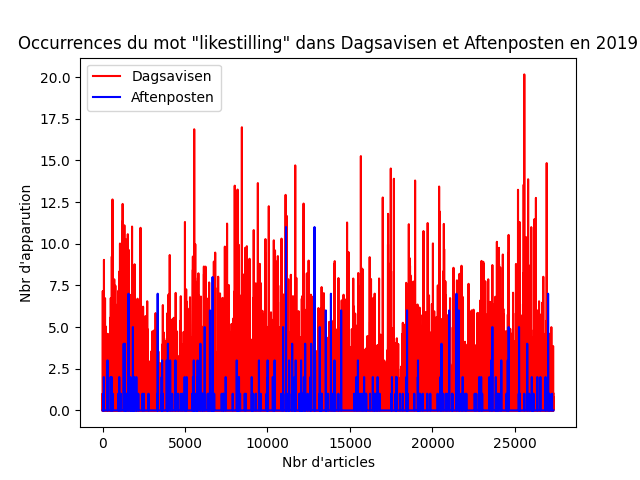 Occurrences du mot "likestilling" dans Dagsavisen et Aftenposten en 2019
Dagsavisen
Aftenposten
Nbr d'apparution
20.0
17.5
15.0
12.5
10.0
7.5
5.0
2.5
0.0
0 5000 10000 15000 20000 25000
Nbr d'articles